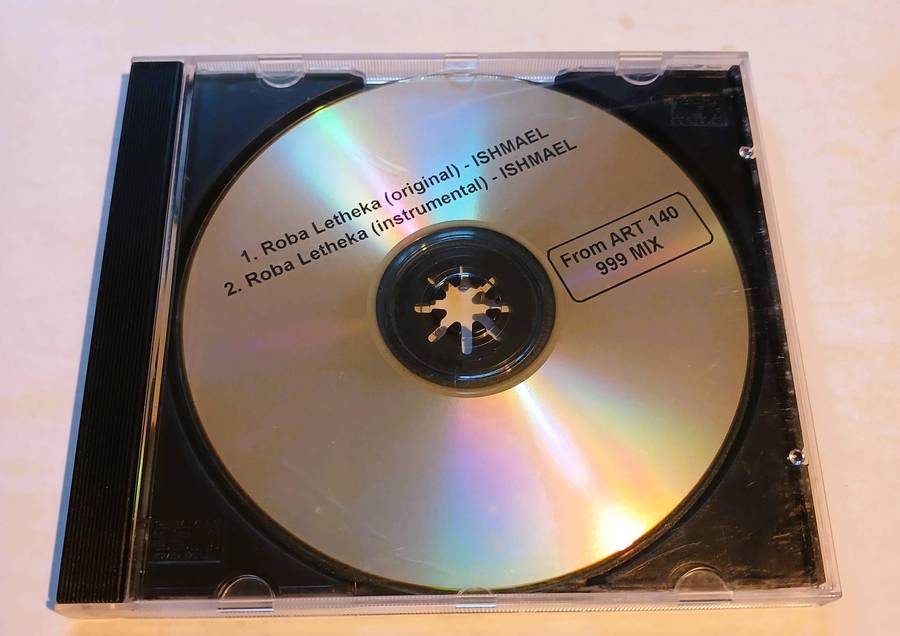 1. Roba Letheka (original) - ISHMAEL
2. Roba Letheka (instrumental) - ISHMAEL
From ART 140
999 MIX